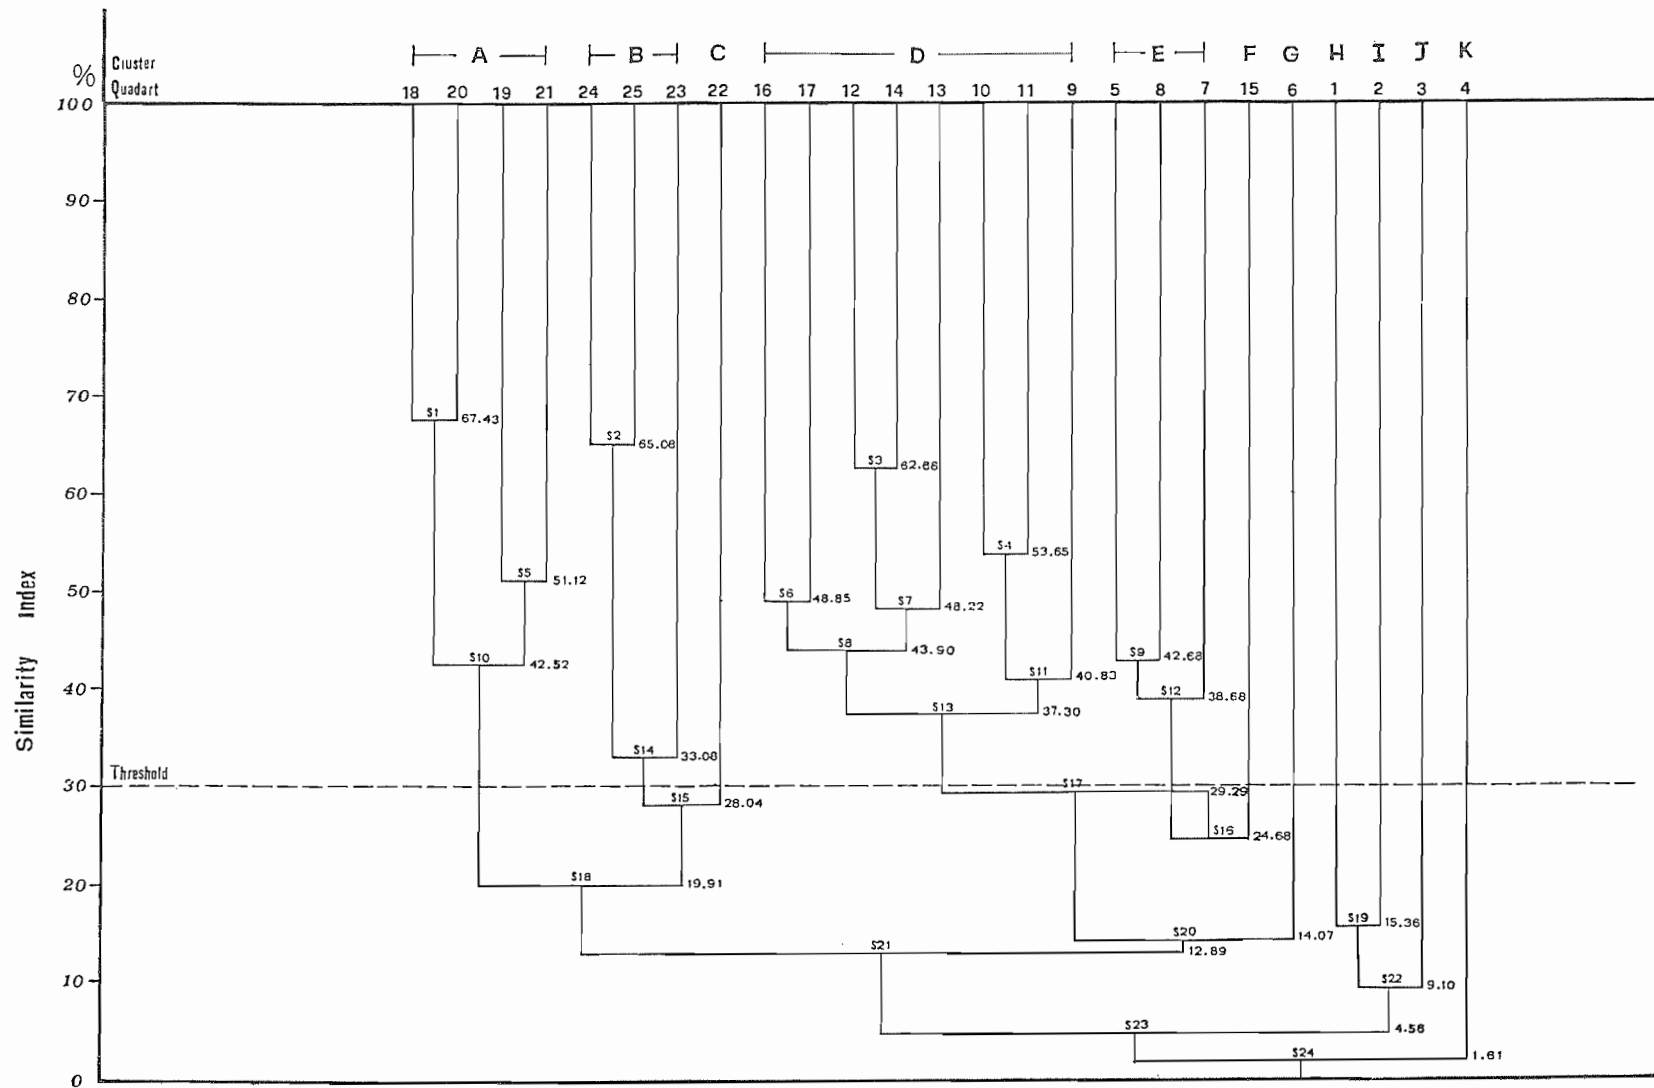 A B C D E F G H I J K
Cluster
%
Quadart 18 20 19 21 24 25 23 22 16 17 12 14 13 10 11 9 5 8 7 15 6 1 2 3 4
100
90
80
70
S1 67.43
S2 65.08
S3 62.86
60
S4 53.65
S5 51.12
50
S6 48.85
S7 48.22
S8 43.90
S9 42.68
S10 42.52
S11 40.83
40
S12 38.68
S13 37.30
S14 33.08
Threshold
30
S17 29.29
S15 28.04
S16 24.68
20
S18 19.91
S19 15.36
S20 14.07
S21 12.89
10
S22 9.10
S23 4.58
S24 1.61
0
Similarity Index